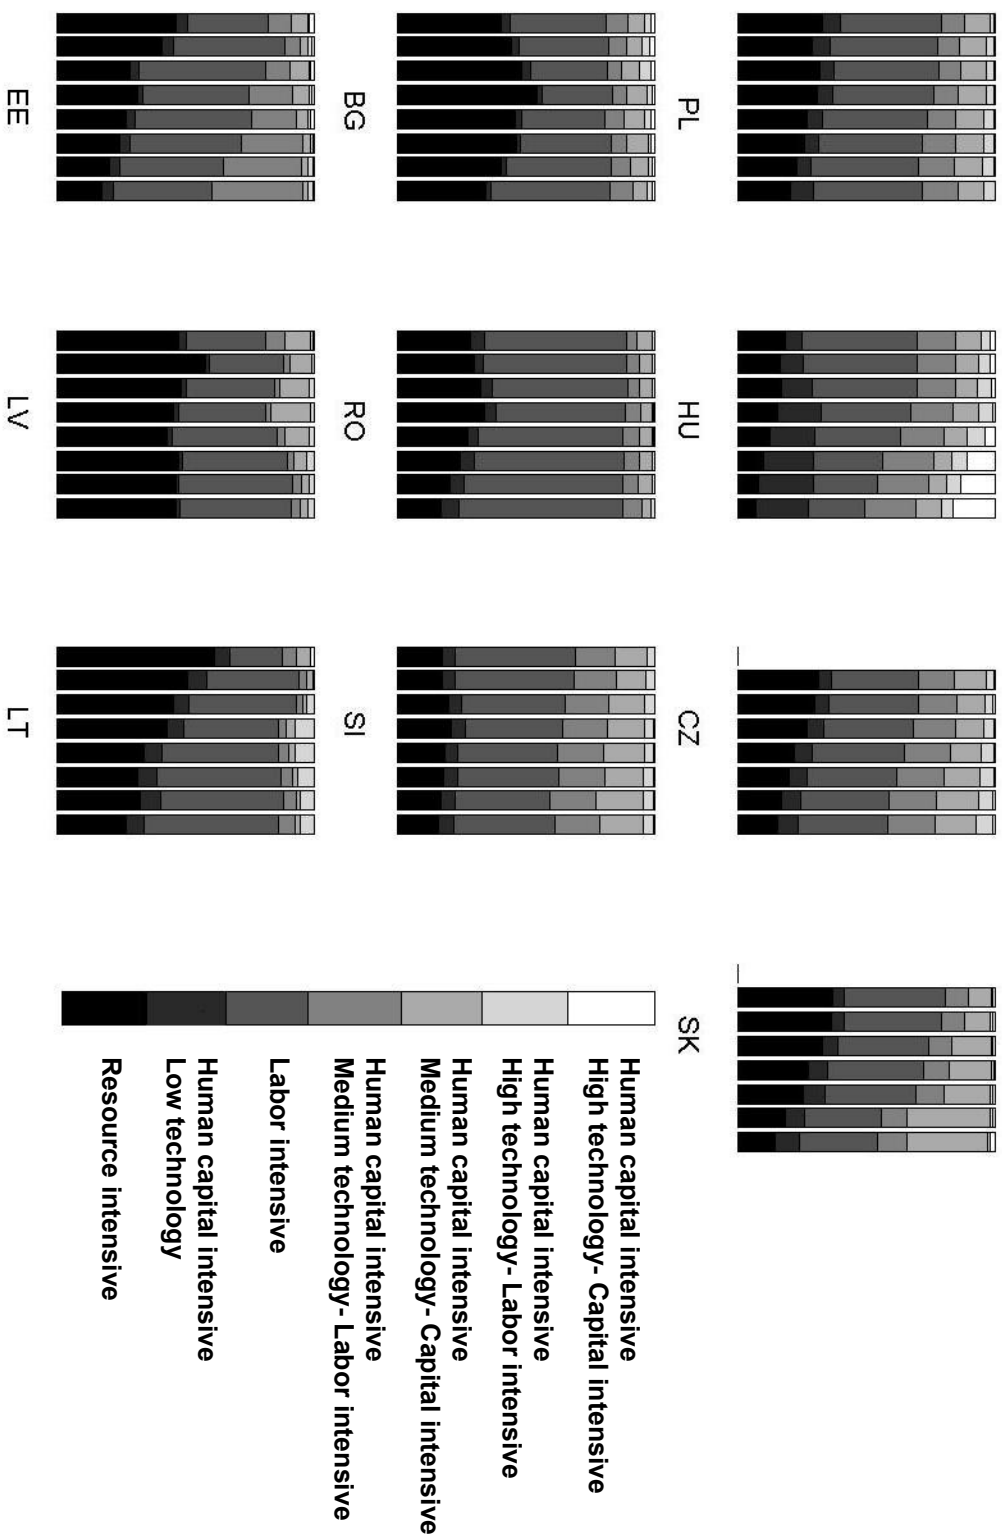 PL
HU
CZ
SK
BG
RO
SI
EE
LV
LT
Human capital intensive
High technology- Capital intensive
Human capital intensive
High technology- Labor intensive
Human capital intensive
Medium technology- Capital intensive
Human capital intensive
Medium technology- Labor intensive
Labor intensive
Human capital intensive
Low technology
Resource intensive